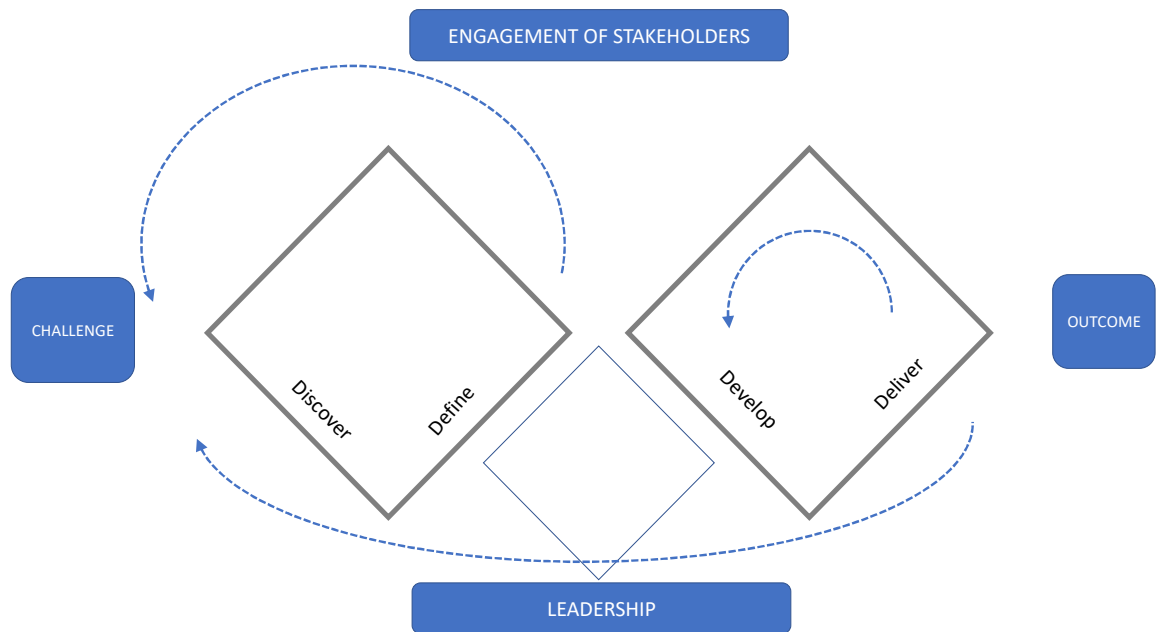 ENGAGEMENT OF STAKEHOLDERS
CHALLENGE
OUTCOME
Discover
Define
Develop
Deliver
LEADERSHIP